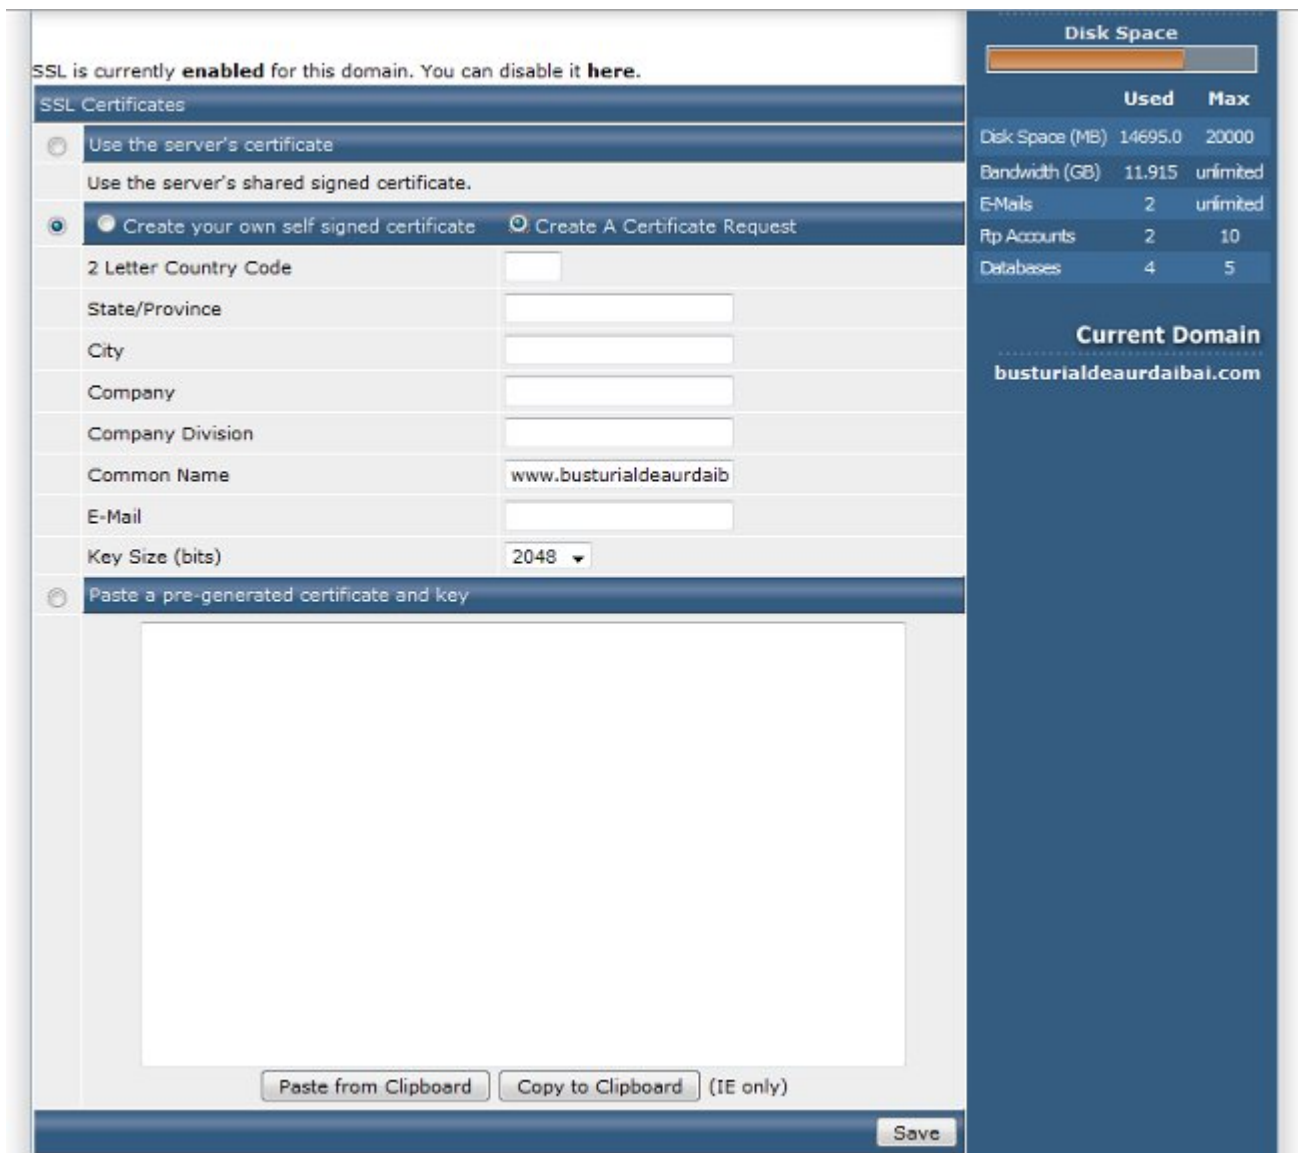 SSL is currently enabled for this domain. You can disable it here.
SSL Certificates
Use the server's certificate
Use the server's shared signed certificate.
Create your own self signed certificate Create A Certificate Request
2 Letter Country Code
State/Province
City
Company
Company Division
Common Name www.busturialdeaurdaib
E-Mail
Key Size (bits) 2048
Paste a pre-generated certificate and key
Paste from Clipboard Copy to Clipboard (IE only)
Save
Disk Space
Used Max
Disk Space (MB) 14695.0 20000
Bandwidth (GB) 11.915 unlimited
E-Mails 2 unlimited
Ftp Accounts 2 10
Databases 4 5
Current Domain
busturialdeaurdaibai.com